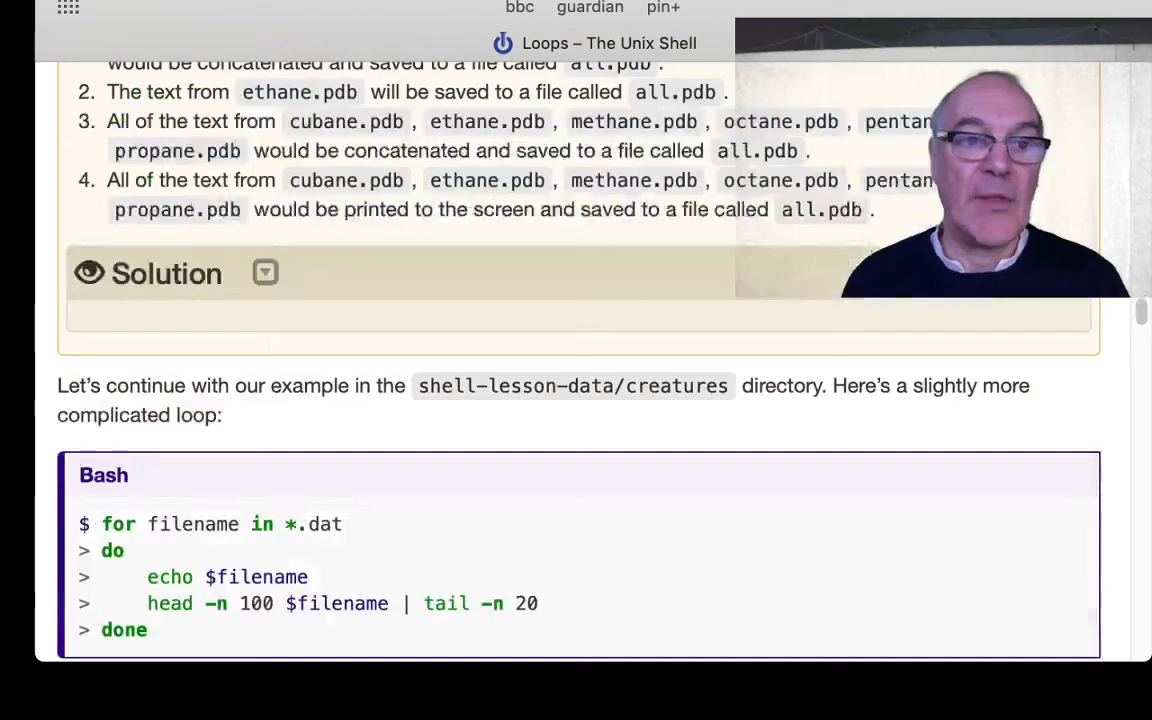 bbc guardian pin+
Loops – The Unix Shell
would be concatenated and saved to a file called all.pdb.
2. The text from ethane.pdb will be saved to a file called all.pdb.
3. All of the text from cubane.pdb, ethane.pdb, methane.pdb, octane.pdb, pentan
propane.pdb would be concatenated and saved to a file called all.pdb.
4. All of the text from cubane.pdb, ethane.pdb, methane.pdb, octane.pdb, pentan
propane.pdb would be printed to the screen and saved to a file called all.pdb.
Solution
Let's continue with our example in the shell-lesson-data/creatures directory. Here's a slightly more
complicated loop:
Bash
$ for filename in *.dat
> do
>     echo $filename
>     head -n 100 $filename | tail -n 20
> done